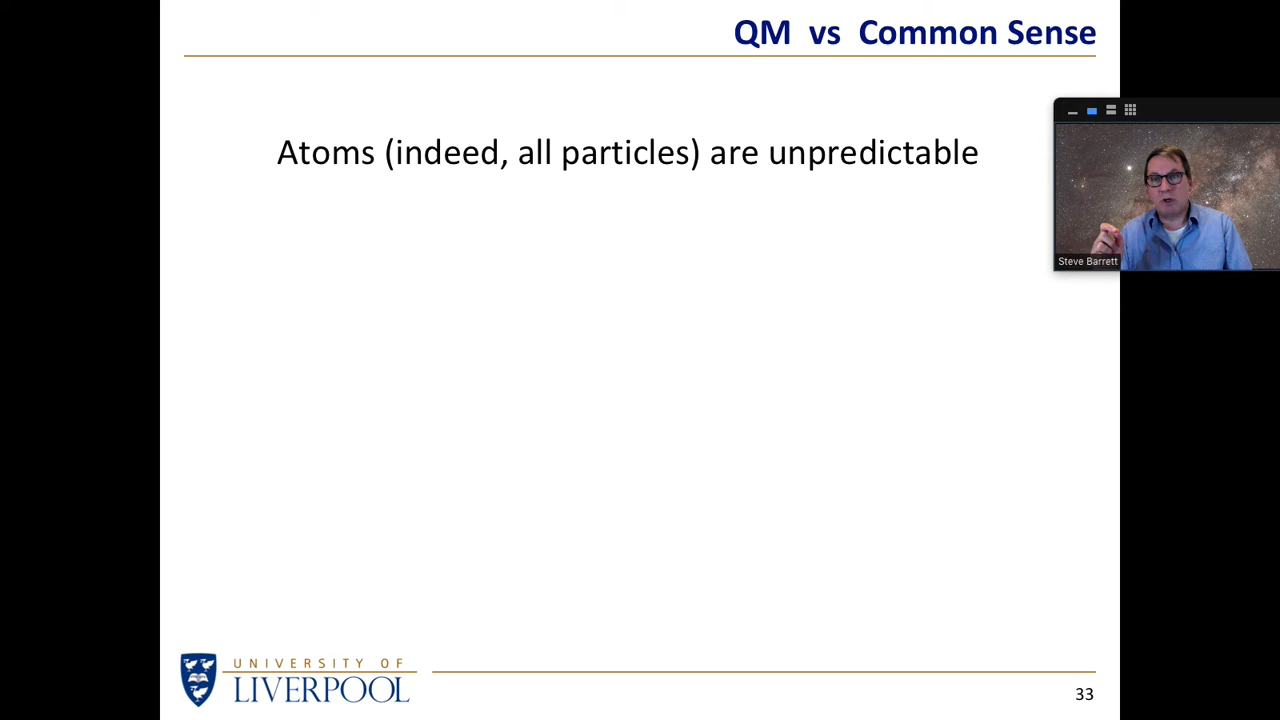 QM vs Common Sense
Atoms (indeed, all particles) are unpredictable
Steve Barrett
UNIVERSITY OF
LIVERPOOL
33